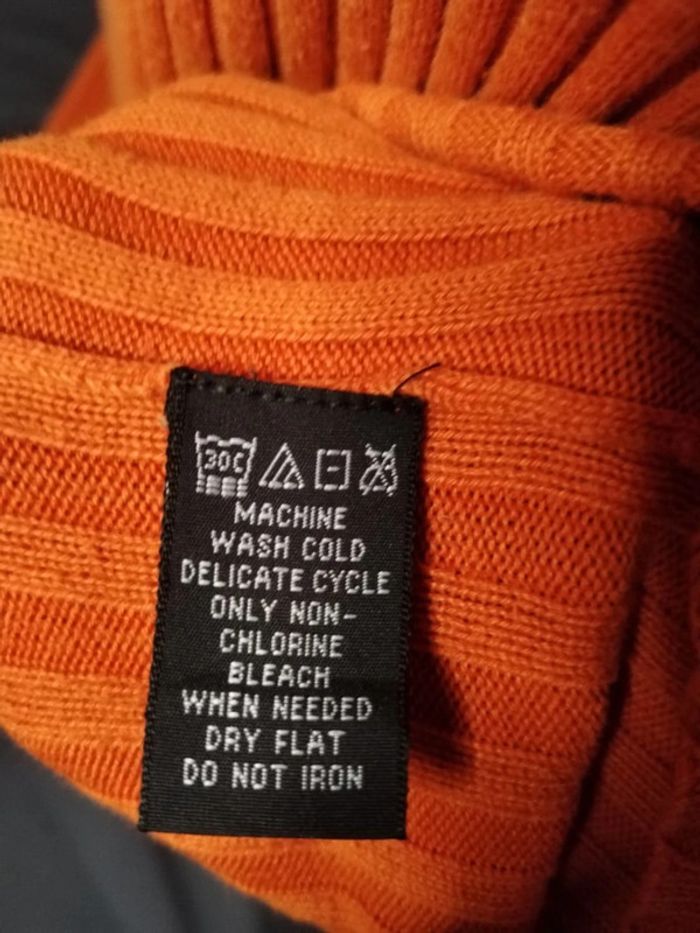 30C
MACHINE
WASH COLD
DELICATE CYCLE
ONLY NON-
CHLORINE
BLEACH
WHEN NEEDED
DRY FLAT
DO NOT IRON